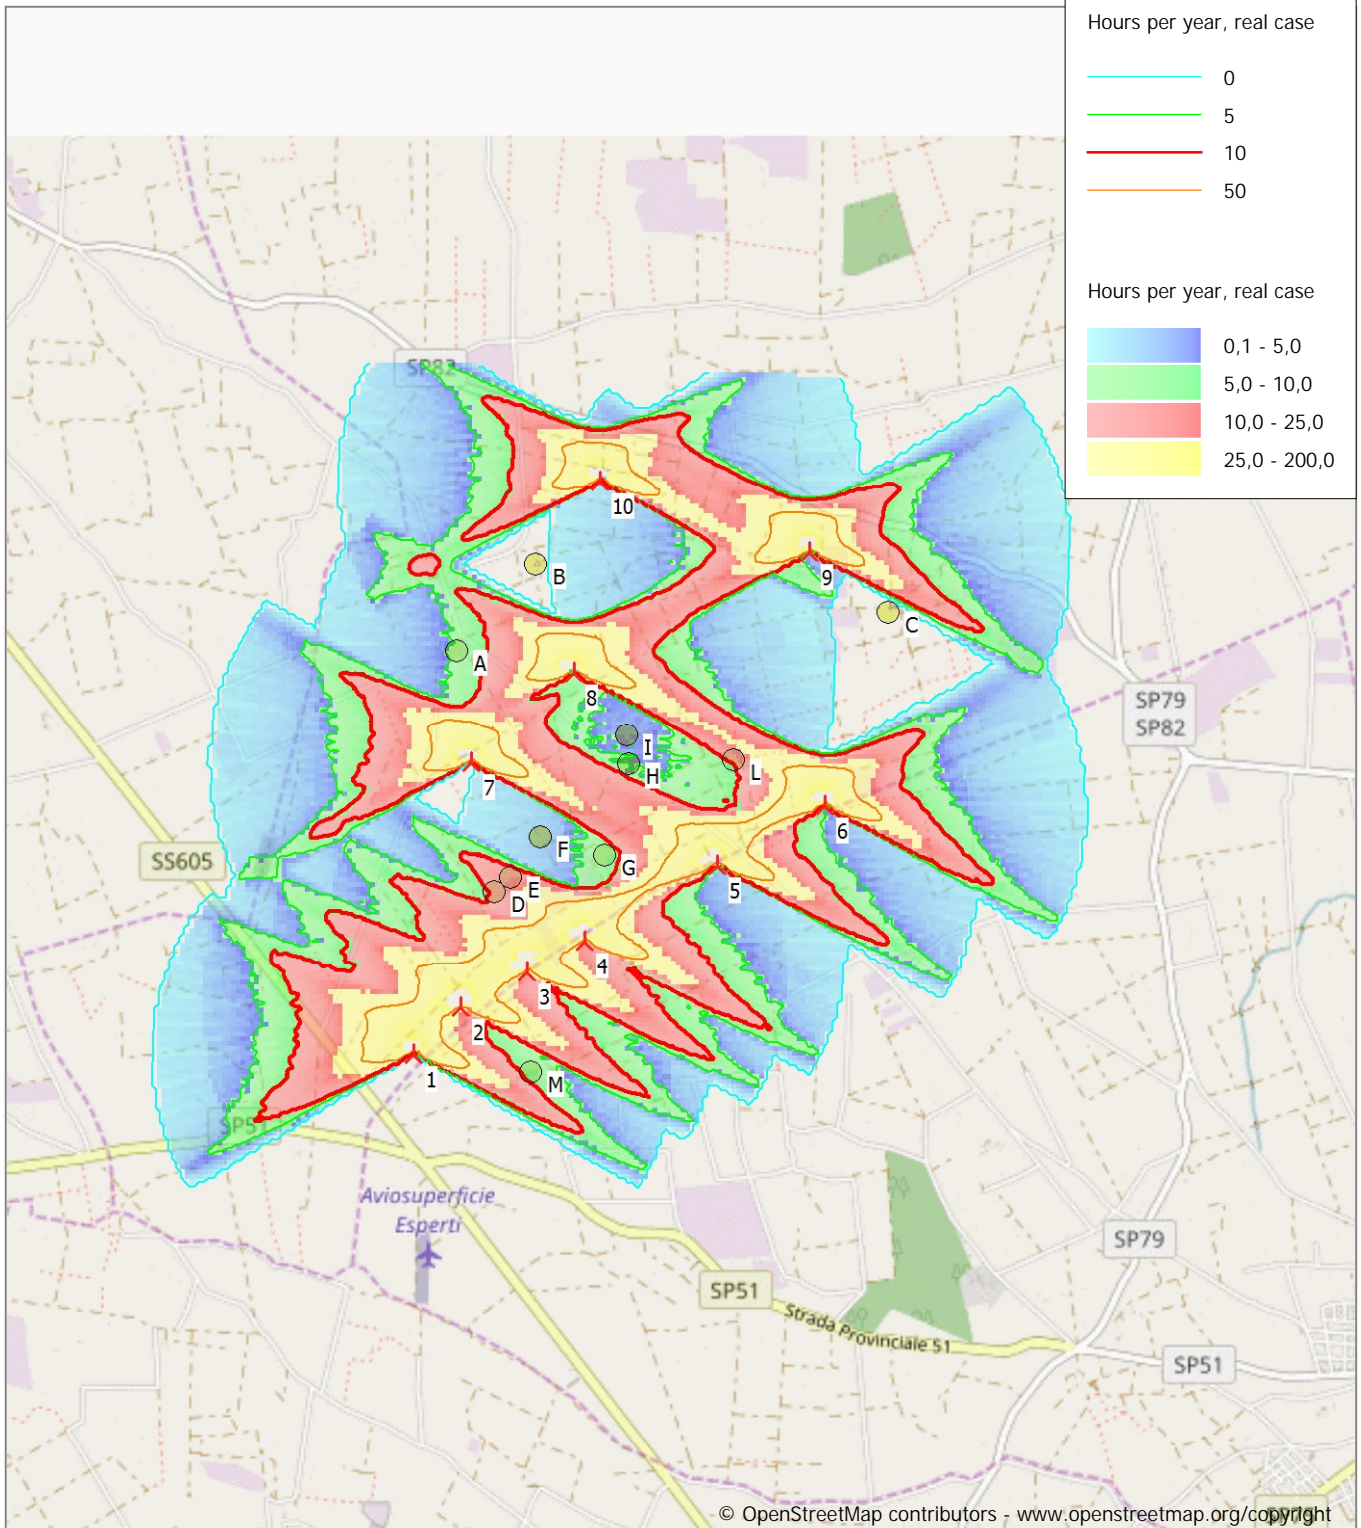 Hours per year, real case
0
5
10
50
Hours per year, real case
0,1 - 5,0
5,0 - 10,0
10,0 - 25,0
25,0 - 200,0
SP82
10
B
9
C
A
8
SP79
SP82
I
H
L
7
6
F
SS605
G
E
5
D
4
3
2
M
1
SP51
Aviosuperficie
Esperti
SP79
SP51
Strada Provinciale 51
SP51
© OpenStreetMap contributors - www.openstreetmap.org/copyright